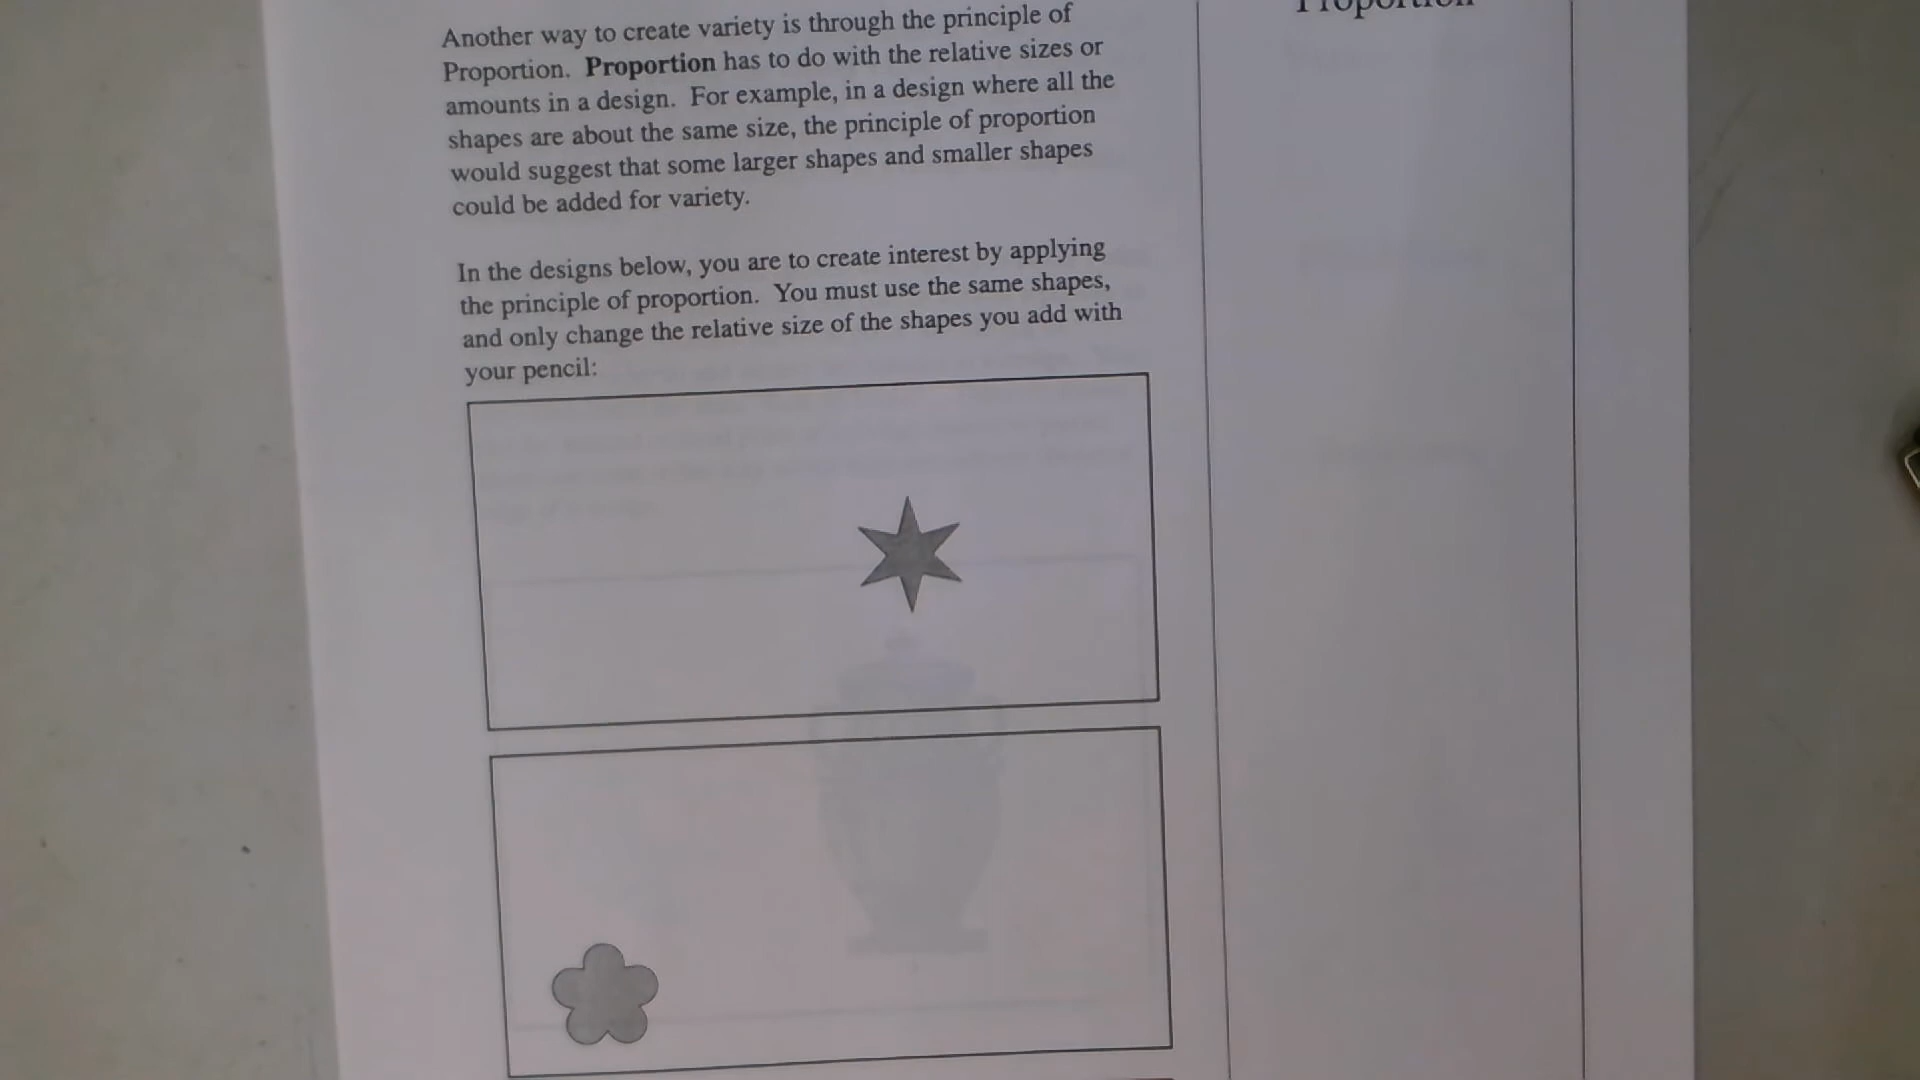 Another way to create variety is through the principle of
Proportion. Proportion has to do with the relative sizes or
amounts in a design. For example, in a design where all the
shapes are about the same size, the principle of proportion
would suggest that some larger shapes and smaller shapes
could be added for variety.
In the designs below, you are to create interest by applying
the principle of proportion. You must use the same shapes,
and only change the relative size of the shapes you add with
your pencil:
Proportion